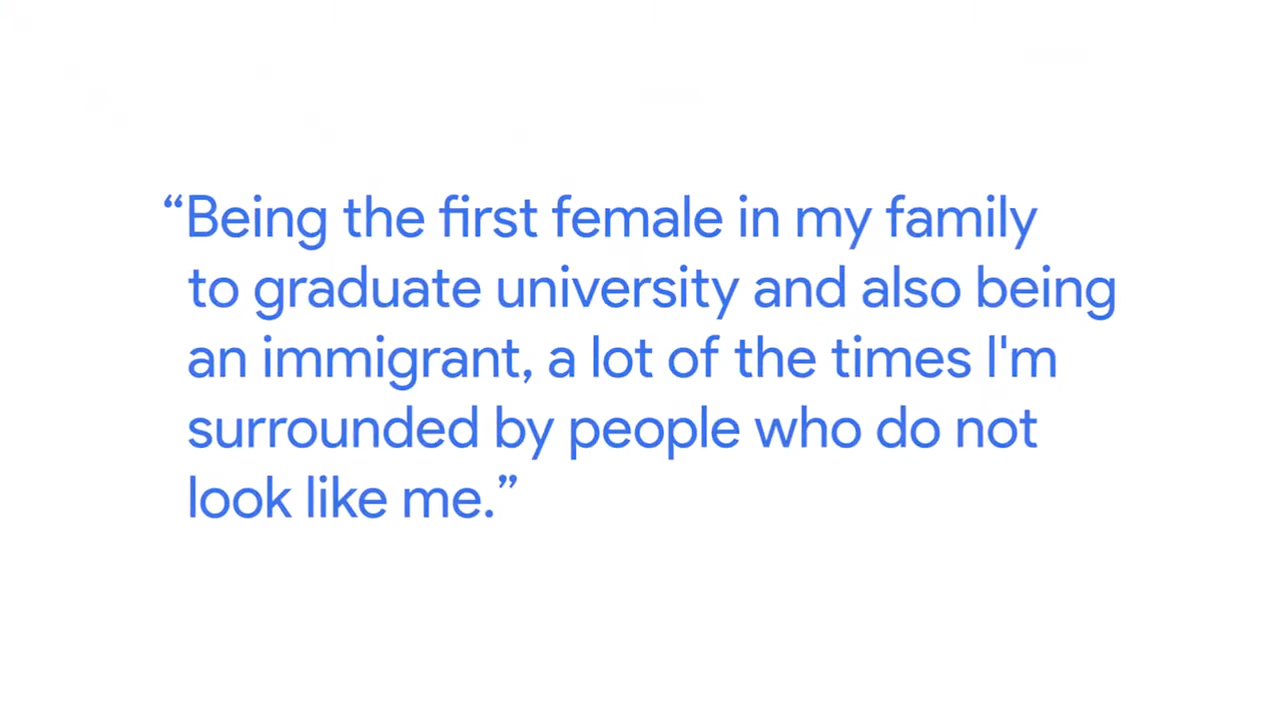 “Being the first female in my family
to graduate university and also being
an immigrant, a lot of the times I'm
surrounded by people who do not
look like me.”